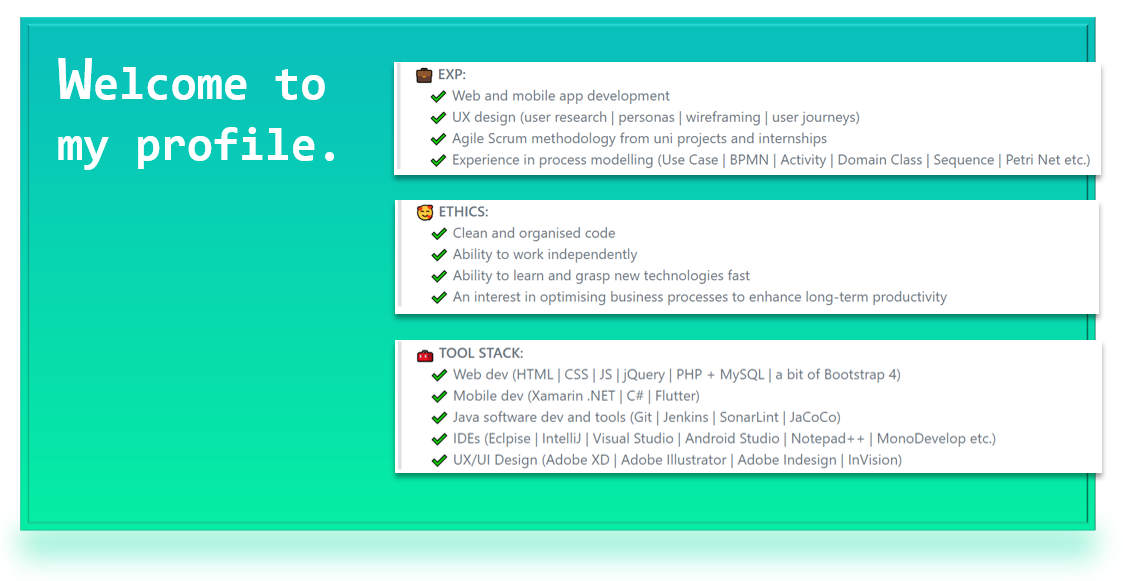 Welcome to
my profile.
EXP:
Web and mobile app development
UX design (user research | personas | wireframing | user journeys)
Agile Scrum methodology from uni projects and internships
Experience in process modelling (Use Case | BPMN | Activity | Domain Class | Sequence | Petri Net etc.)
ETHICS:
Clean and organised code
Ability to work independently
Ability to learn and grasp new technologies fast
An interest in optimising business processes to enhance long-term productivity
TOOL STACK:
Web dev (HTML | CSS | JS | jQuery | PHP + MySQL | a bit of Bootstrap 4)
Mobile dev (Xamarin .NET | C# | Flutter)
Java software dev and tools (Git | Jenkins | SonarLint | JaCoCo)
IDEs (Eclpise | IntelliJ | Visual Studio | Android Studio | Notepad++ | MonoDevelop etc.)
UX/UI Design (Adobe XD | Adobe Illustrator | Adobe Indesign | InVision)